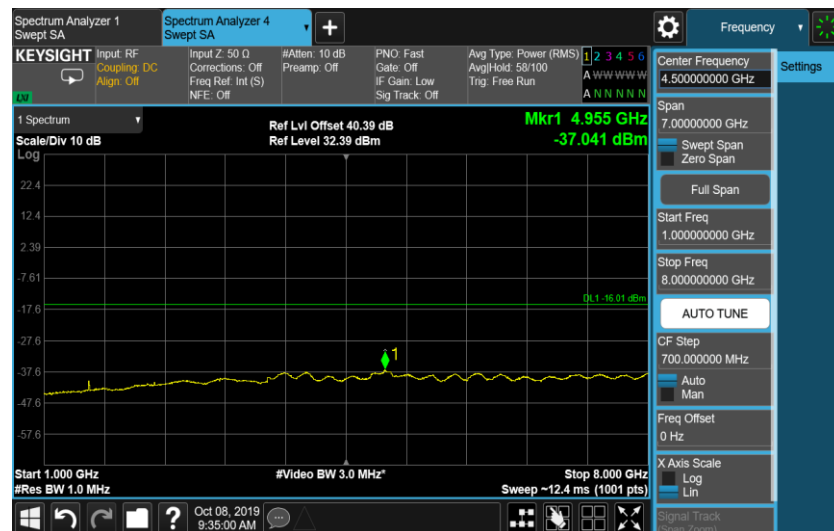 Spectrum Analyzer 1
Swept SA
Spectrum Analyzer 4
Swept SA
+
Frequency
KEYSIGHT
Input: RF
Coupling: DC
Align: Off
Input Z: 50 Ω
Corrections: Off
Freq Ref: Int (S)
NFE: Off
#Atten: 10 dB
Preamp: Off
PNO: Fast
Gate: Off
IF Gain: Low
Sig Track: Off
Avg Type: Power (RMS)
Avg|Hold: 58/100
Trig: Free Run
1 2 3 4 5 6
A W W W W W
A N N N N N
LXI
1 Spectrum
Scale/Div 10 dB
Log
Ref Lvl Offset 40.39 dB
Ref Level 32.39 dBm
Mkr1 4.955 GHz
-37.041 dBm
22.4
12.4
2.39
-7.61
-17.6
-27.6
-37.6
-47.6
-57.6
DL1 -16.01 dBm
1
Start 1.000 GHz
#Res BW 1.0 MHz
#Video BW 3.0 MHz*
Stop 8.000 GHz
Sweep ~12.4 ms (1001 pts)
?
Oct 08, 2019
9:35:00 AM
Center Frequency
4.500000000 GHz
Settings
Span
7.00000000 GHz
Swept Span
Zero Span
Full Span
Start Freq
1.000000000 GHz
Stop Freq
8.000000000 GHz
AUTO TUNE
CF Step
700.000000 MHz
Auto
Man
Freq Offset
0 Hz
X Axis Scale
Log
Lin
Signal Track
(Span Zoom)